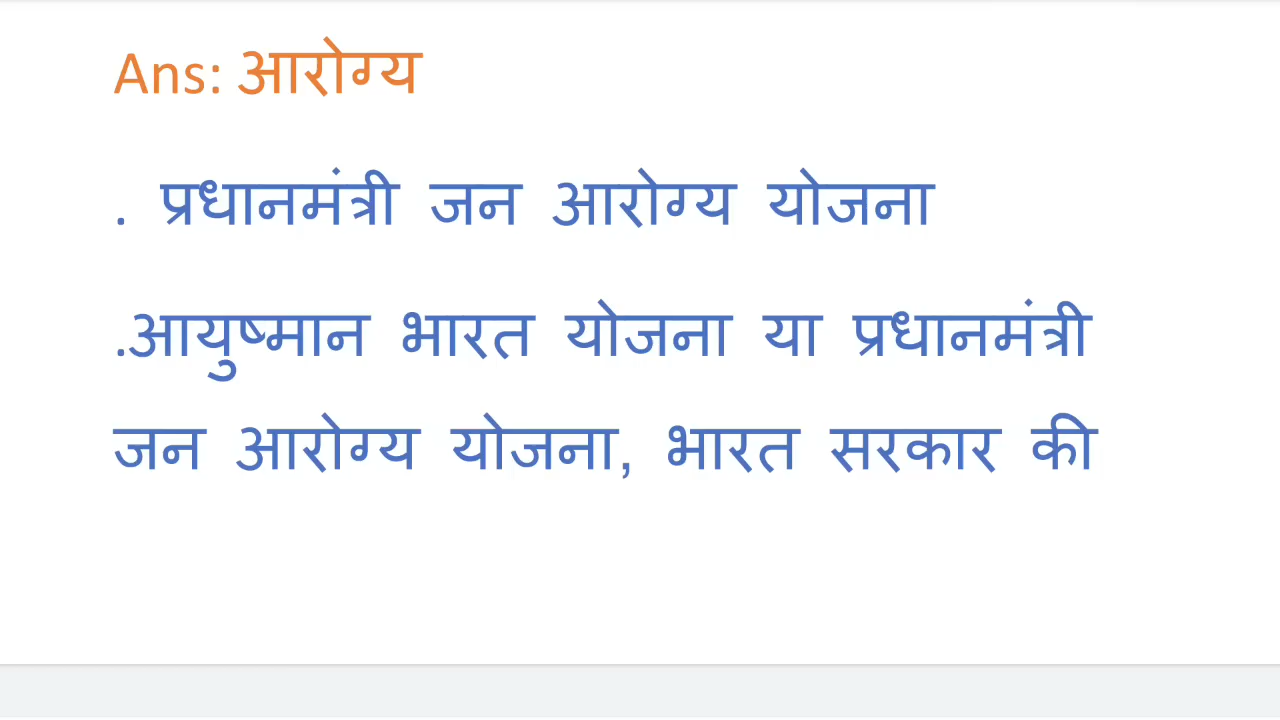 Ans: आरोग्य
. प्रधानमंत्री जन आरोग्य योजना
.आयुष्मान भारत योजना या प्रधानमंत्री
जन आरोग्य योजना, भारत सरकार की